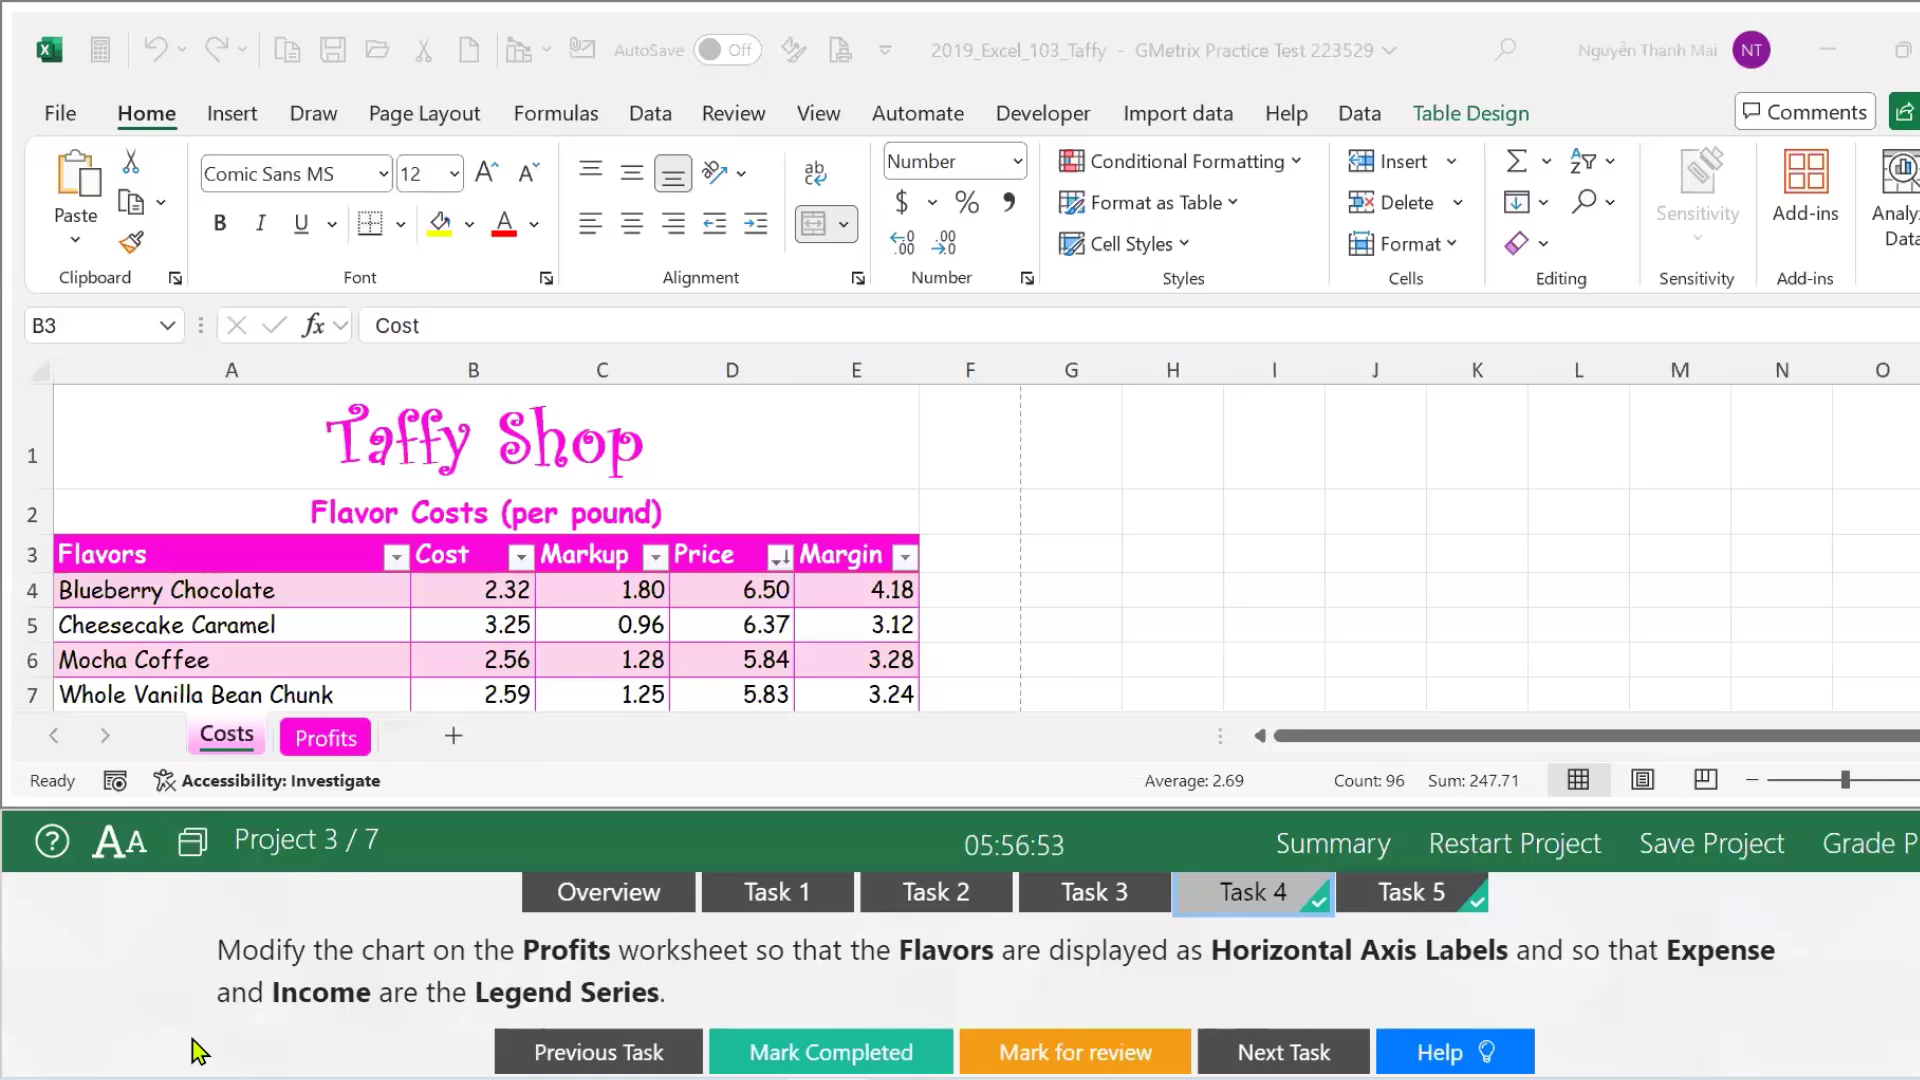 AutoSave Off 2019_Excel_103_Taffy – GMetrix Practice Test 223529 Nguyễn Thanh Mai NT
File Home Insert Draw Page Layout Formulas Data Review View Automate Developer Import data Help Data Table Design Comments
Paste
Clipboard
Comic Sans MS 12
B I U A
Font
ab
Alignment
Number
$ % ,
Number
Conditional Formatting
Format as Table
Cell Styles
Styles
Insert
Delete
Format
Cells
Editing
Sensitivity
Sensitivity
Add-ins
Add-ins
Analyz
Data
B3 fx Cost
A B C D E F G H I J K L M N O
1 Taffy Shop
2 Flavor Costs (per pound)
3 Flavors Cost Markup Price Margin
4 Blueberry Chocolate 2.32 1.80 6.50 4.18
5 Cheesecake Caramel 3.25 0.96 6.37 3.12
6 Mocha Coffee 2.56 1.28 5.84 3.28
7 Whole Vanilla Bean Chunk 2.59 1.25 5.83 3.24
Costs Profits +
Ready Accessibility: Investigate Average: 2.69 Count: 96 Sum: 247.71
? AA Project 3 / 7 05:56:53 Summary Restart Project Save Project Grade P
Overview Task 1 Task 2 Task 3 Task 4 Task 5
Modify the chart on the Profits worksheet so that the Flavors are displayed as Horizontal Axis Labels and so that Expense
and Income are the Legend Series.
Previous Task Mark Completed Mark for review Next Task Help